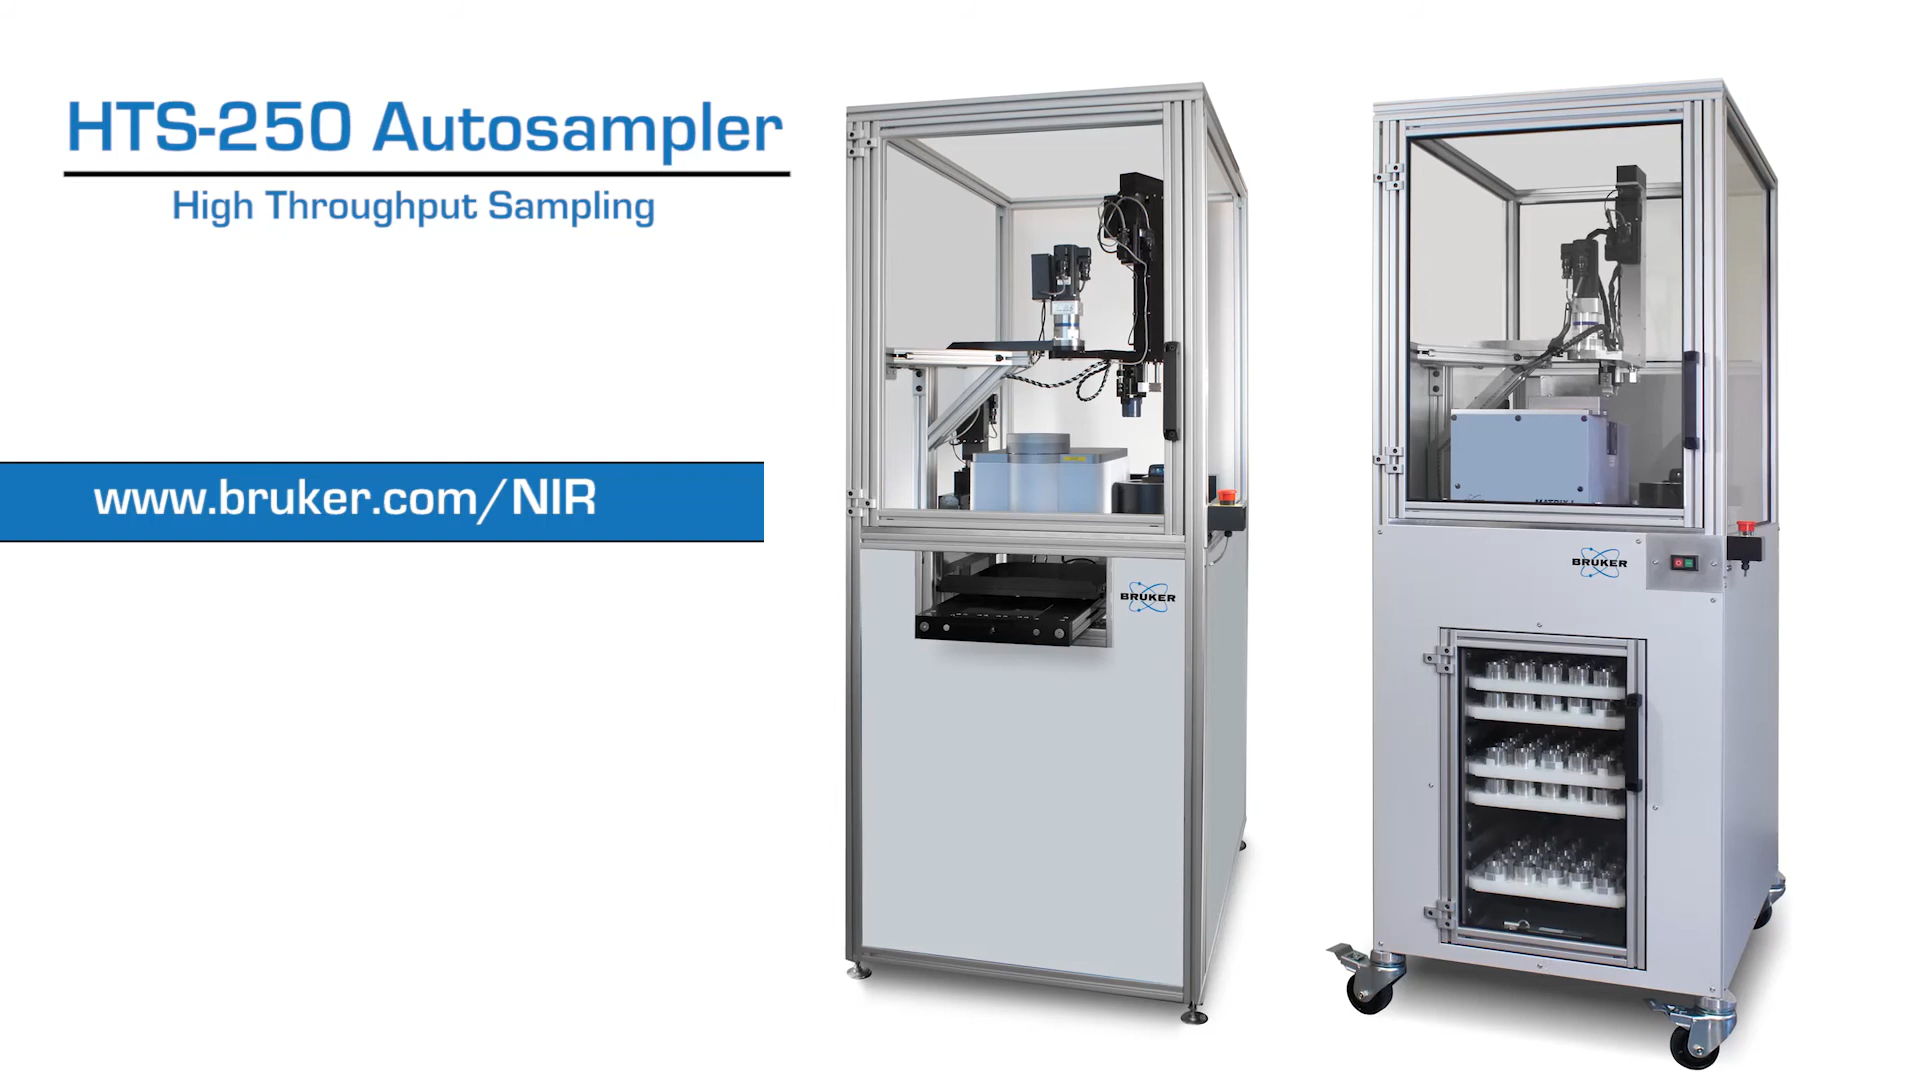 HTS-250 Autosampler
High Throughput Sampling
www.bruker.com/NIR
BRUKER
BRUKER